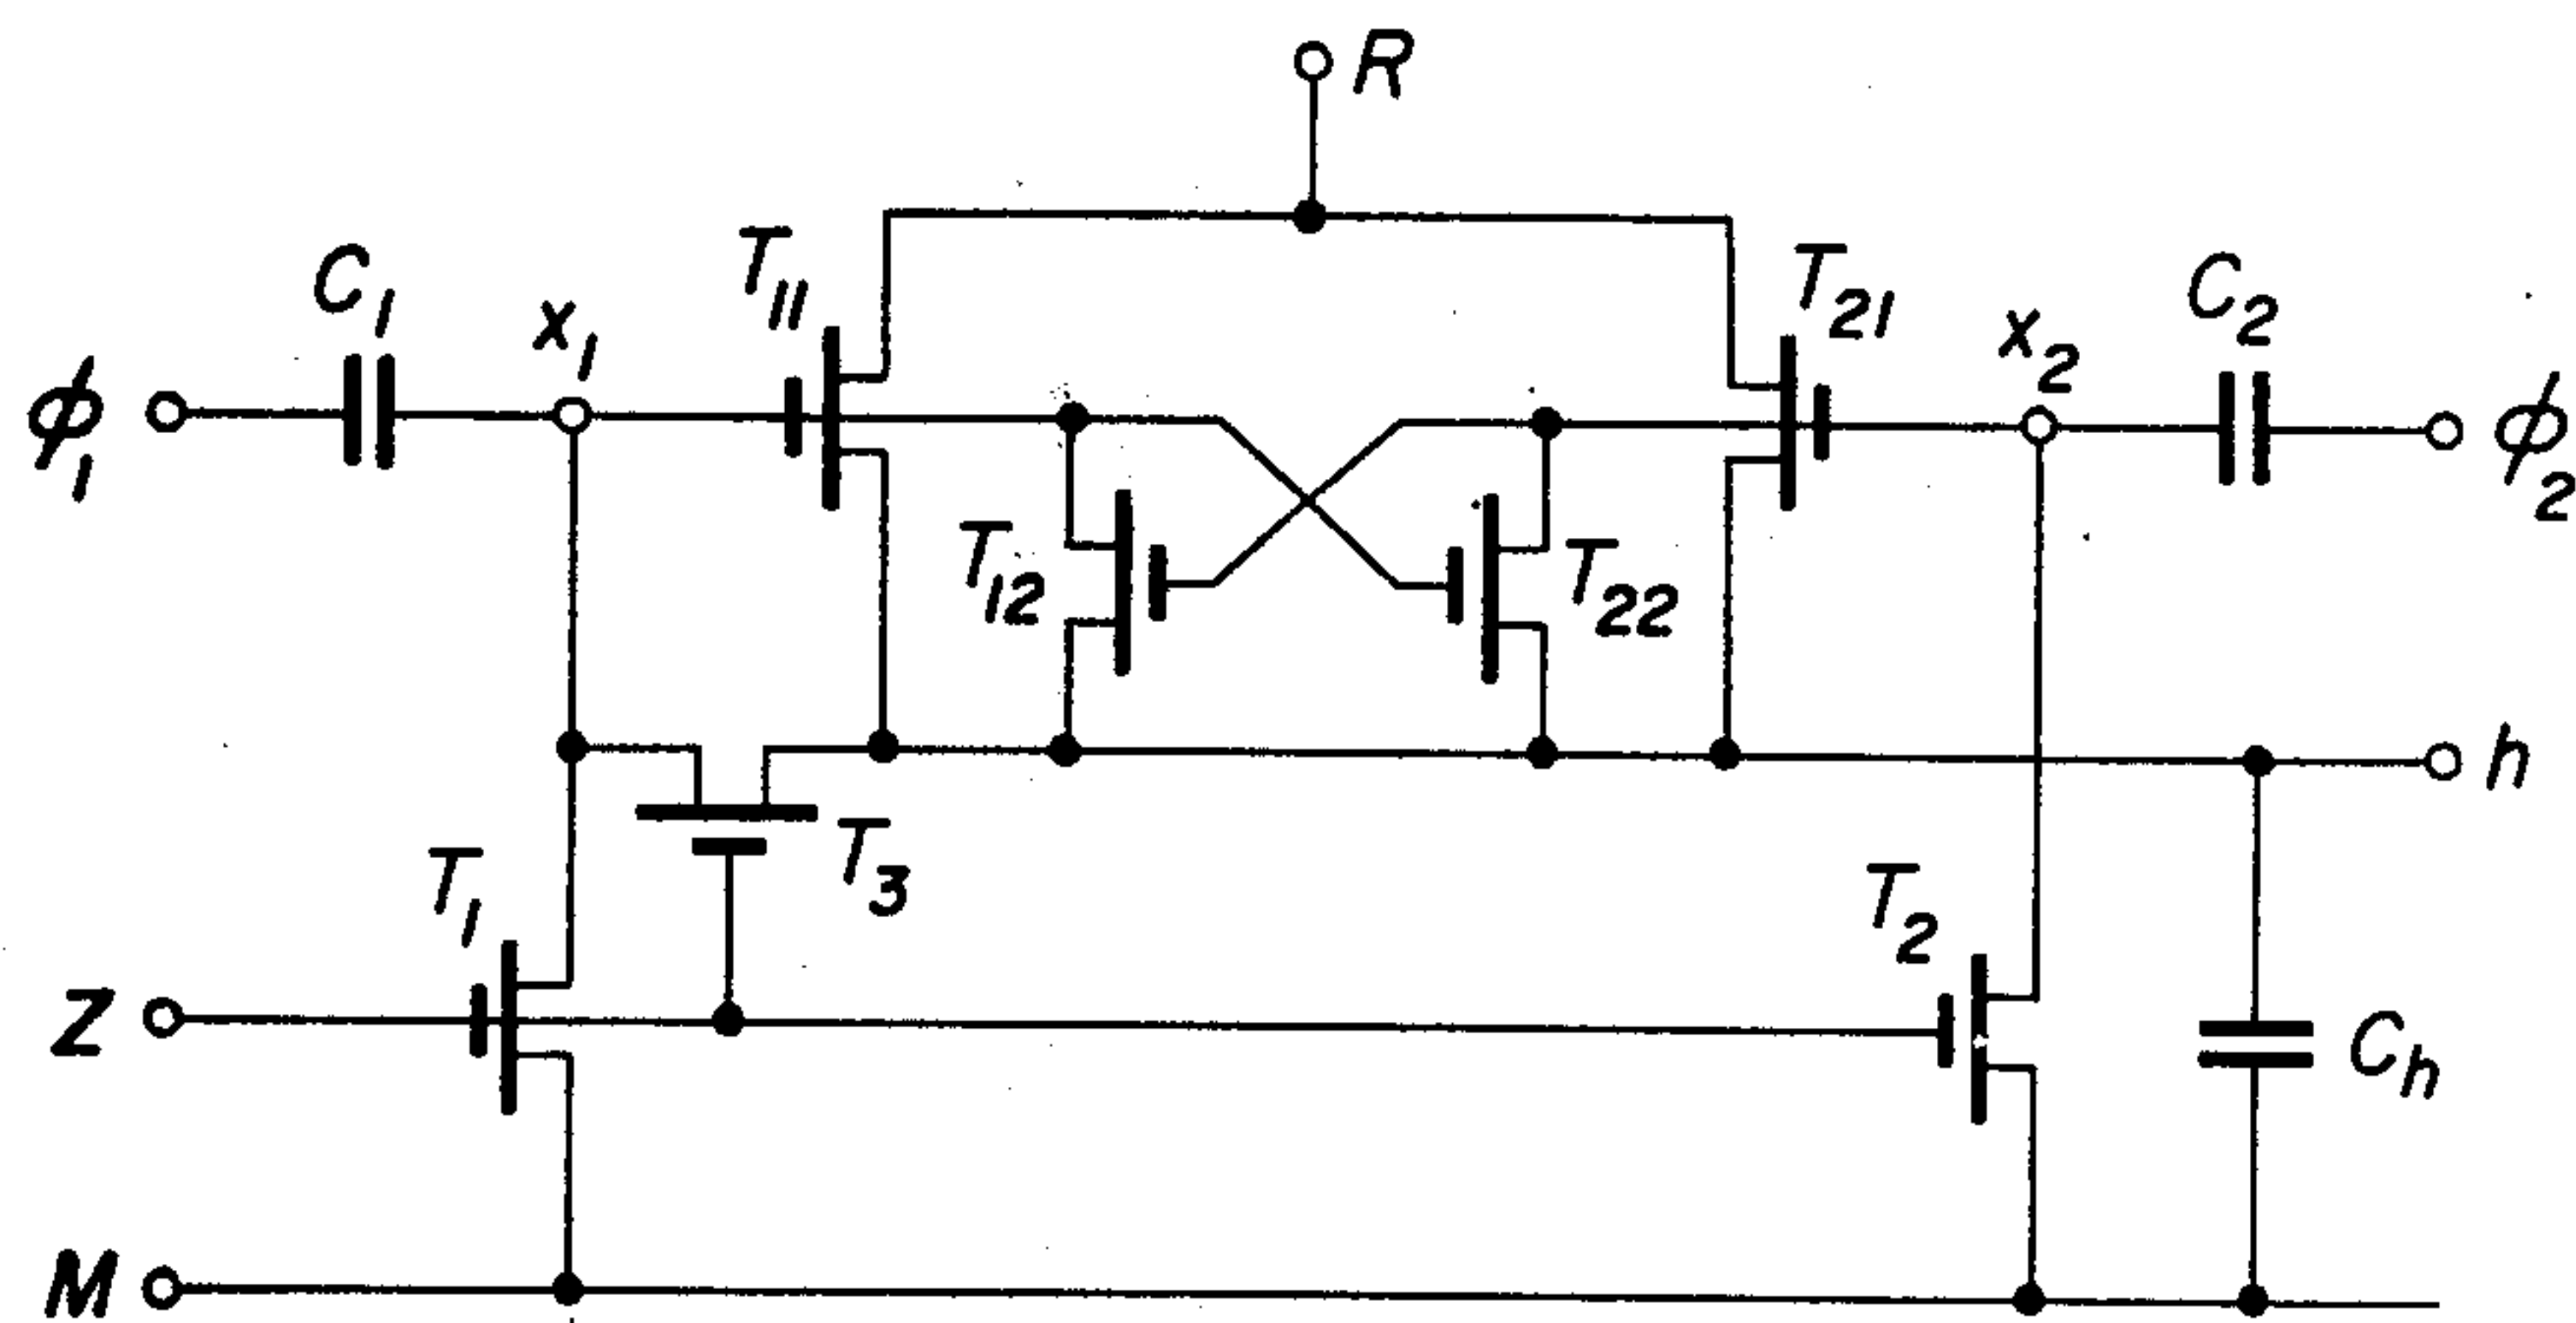 R
C₁
x₁
T₁₁
T₂₁
x₂
C₂
ϕ₁
ϕ₂
T₁₂
T₂₂
h
T₁
T₃
T₂
Z
Cₕ
M